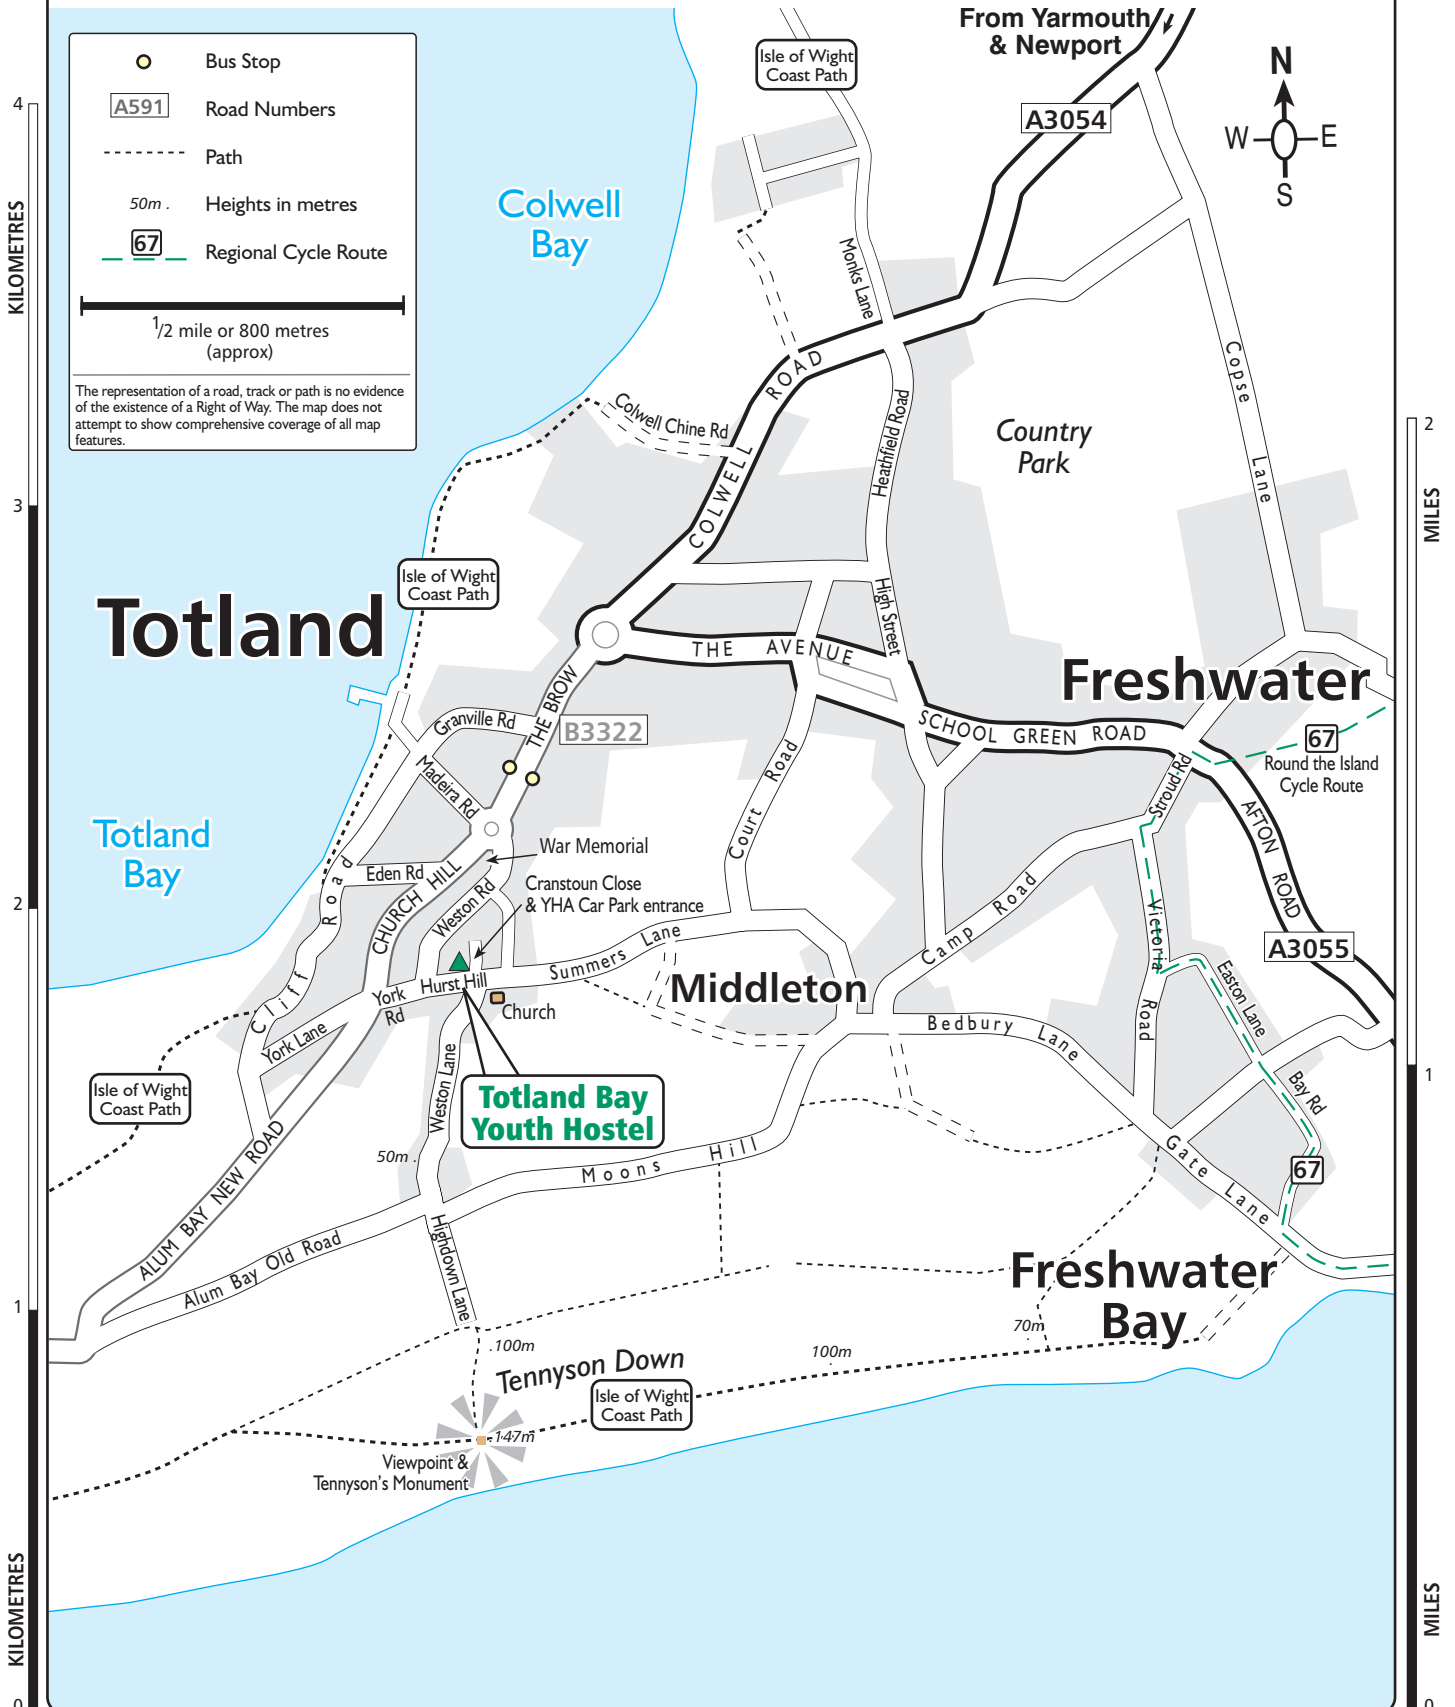 From Yarmouth
& Newport
Bus Stop
A591
Road Numbers
Path
50m .
Heights in metres
67
Regional Cycle Route
1/2 mile or 800 metres
(approx)
The representation of a road, track or path is no evidence
of the existence of a Right of Way. The map does not
attempt to show comprehensive coverage of all map
features.
KILOMETRES
4
3
2
1
KILOMETRES
0
2
MILES
1
MILES
0
N
W
E
S
Isle of Wight
Coast Path
A3054
Colwell
Bay
Monks Lane
COLWELL ROAD
Colwell Chine Rd
Heathfield Road
Country
Park
Copse Lane
Isle of Wight
Coast Path
Totland
High Street
THE AVENUE
Freshwater
THE BROW
Granville Rd
B3322
SCHOOL GREEN ROAD
67
Round the Island
Cycle Route
Madeira Rd
Court Road
Stroud Rd
AFTON ROAD
Totland
Bay
War Memorial
Eden Rd
CHURCH HILL
Cranstoun Close
& YHA Car Park entrance
Weston Rd
Cliff Road
Camp Road
Victoria Road
A3055
Summers Lane
Middleton
Hurst Hill
York
Rd
Church
York Lane
Easton Lane
Bedbury Lane
Weston Lane
Isle of Wight
Coast Path
Totland Bay
Youth Hostel
Bay Rd
50m .
Moons Hill
Gate Lane
67
ALUM BAY NEW ROAD
Alum Bay Old Road
Highdown Lane
Freshwater
Bay
70m
.100m
100m
Tennyson Down
Isle of Wight
Coast Path
.147m
Viewpoint &
Tennyson's Monument